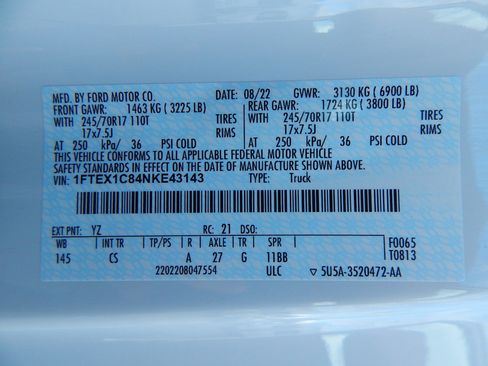 MFD. BY FORD MOTOR CO. DATE: 08/22 GVWR: 3130 KG (6900 LB)
FRONT GAWR: 1463 KG (3225 LB) REAR GAWR: 1724 KG (3800 LB)
WITH 245/70R17 110T TIRES WITH 245/70R17 110T TIRES
17x7.5J RIMS 17x7.5J RIMS
AT 250 kPa/ 36 PSI COLD AT 250 kPa/ 36 PSI COLD
THIS VEHICLE CONFORMS TO ALL APPLICABLE FEDERAL MOTOR VEHICLE
SAFETY STANDARDS IN EFFECT ON THE DATE OF MANUFACTURE SHOWN ABOVE.
VIN: 1FTEX1C84NKE43143 TYPE: Truck
EXT PNT: YZ RC: 21 DSO:
WB INT TR TP/PS R AXLE TR SPR F0065
145 CS A 27 G 11BB T0813
2202208047554 ULC 5U5A-3520472-AA